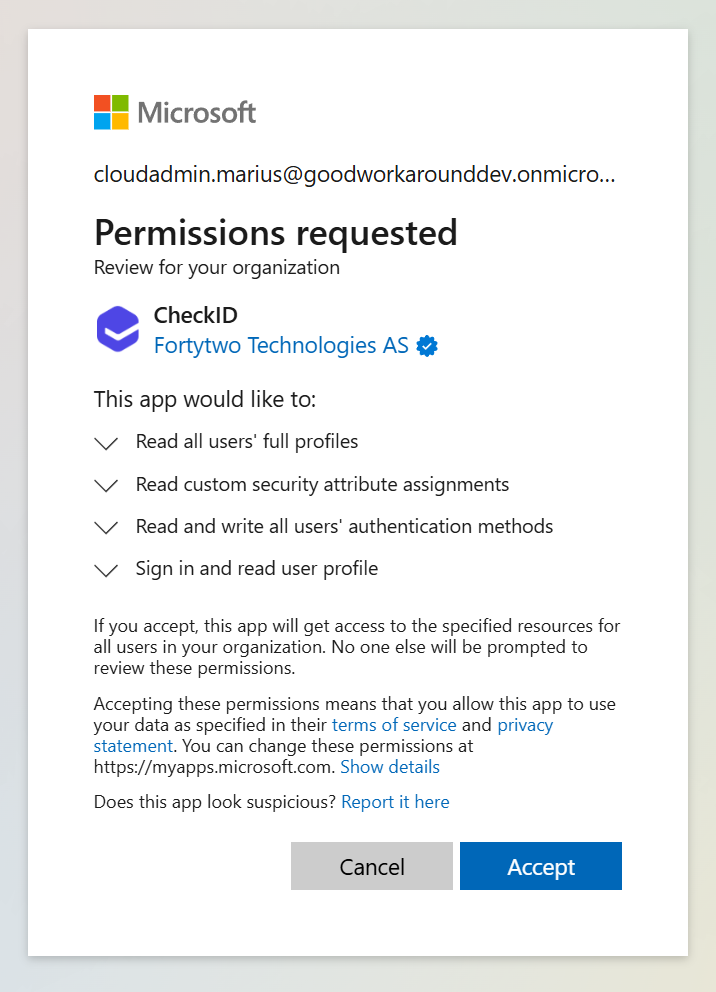 Microsoft
cloudadmin.marius@goodworkarounddev.onmicro...
Permissions requested
Review for your organization
CheckID
Fortytwo Technologies AS
This app would like to:
Read all users' full profiles
Read custom security attribute assignments
Read and write all users' authentication methods
Sign in and read user profile
If you accept, this app will get access to the specified resources for
all users in your organization. No one else will be prompted to
review these permissions.
Accepting these permissions means that you allow this app to use
your data as specified in their terms of service and privacy
statement. You can change these permissions at
https://myapps.microsoft.com. Show details
Does this app look suspicious? Report it here
Cancel
Accept